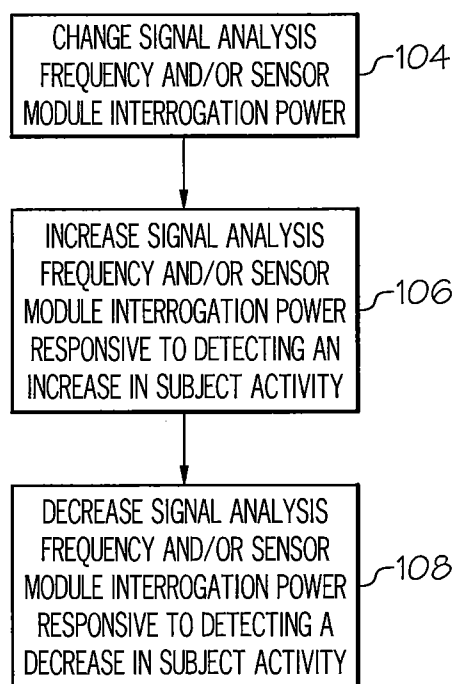 CHANGE SIGNAL ANALYSIS
FREQUENCY AND/OR SENSOR
MODULE INTERROGATION POWER
104
INCREASE SIGNAL ANALYSIS
FREQUENCY AND/OR SENSOR
MODULE INTERROGATION POWER
RESPONSIVE TO DETECTING AN
INCREASE IN SUBJECT ACTIVITY
106
DECREASE SIGNAL ANALYSIS
FREQUENCY AND/OR SENSOR
MODULE INTERROGATION POWER
RESPONSIVE TO DETECTING A
DECREASE IN SUBJECT ACTIVITY
108